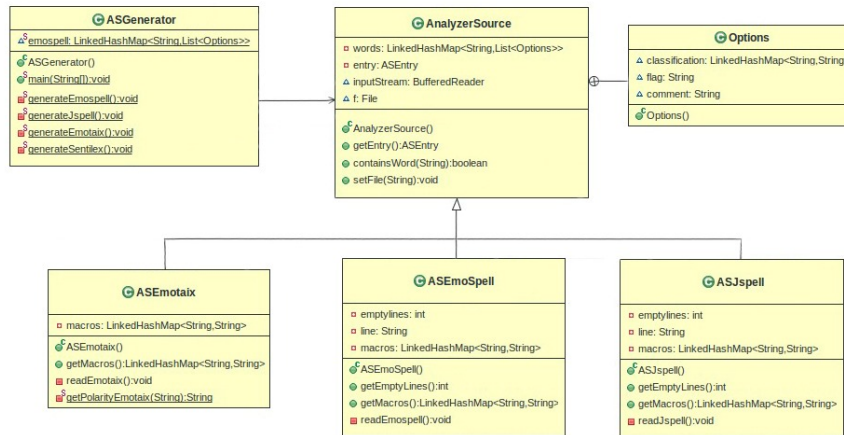 ASGenerator
emospell: LinkedHashMap<String,List<Options>>
ASGenerator()
main(String[]):void
generateEmospell():void
generateJspell():void
generateEmotaix():void
generateSentilex():void
AnalyzerSource
words: LinkedHashMap<String,List<Options>>
entry: ASEntry
inputStream: BufferedReader
f: File
AnalyzerSource()
getEntry():ASEntry
containsWord(String):boolean
setFile(String):void
Options
classification: LinkedHashMap<String,String
flag: String
comment: String
Options()
ASEmotaix
macros: LinkedHashMap<String,String>
ASEmotaix()
getMacros():LinkedHashMap<String,String>
readEmotaix():void
getPolarityEmotaix(String):String
ASEmoSpell
emptylines: int
line: String
macros: LinkedHashMap<String,String>
ASEmoSpell()
getEmptyLines():int
getMacros():LinkedHashMap<String,String>
readEmospell():void
ASJspell
emptylines: int
line: String
macros: LinkedHashMap<String,String>
ASJspell()
getEmptyLines():int
getMacros():LinkedHashMap<String,String>
readJspell():void